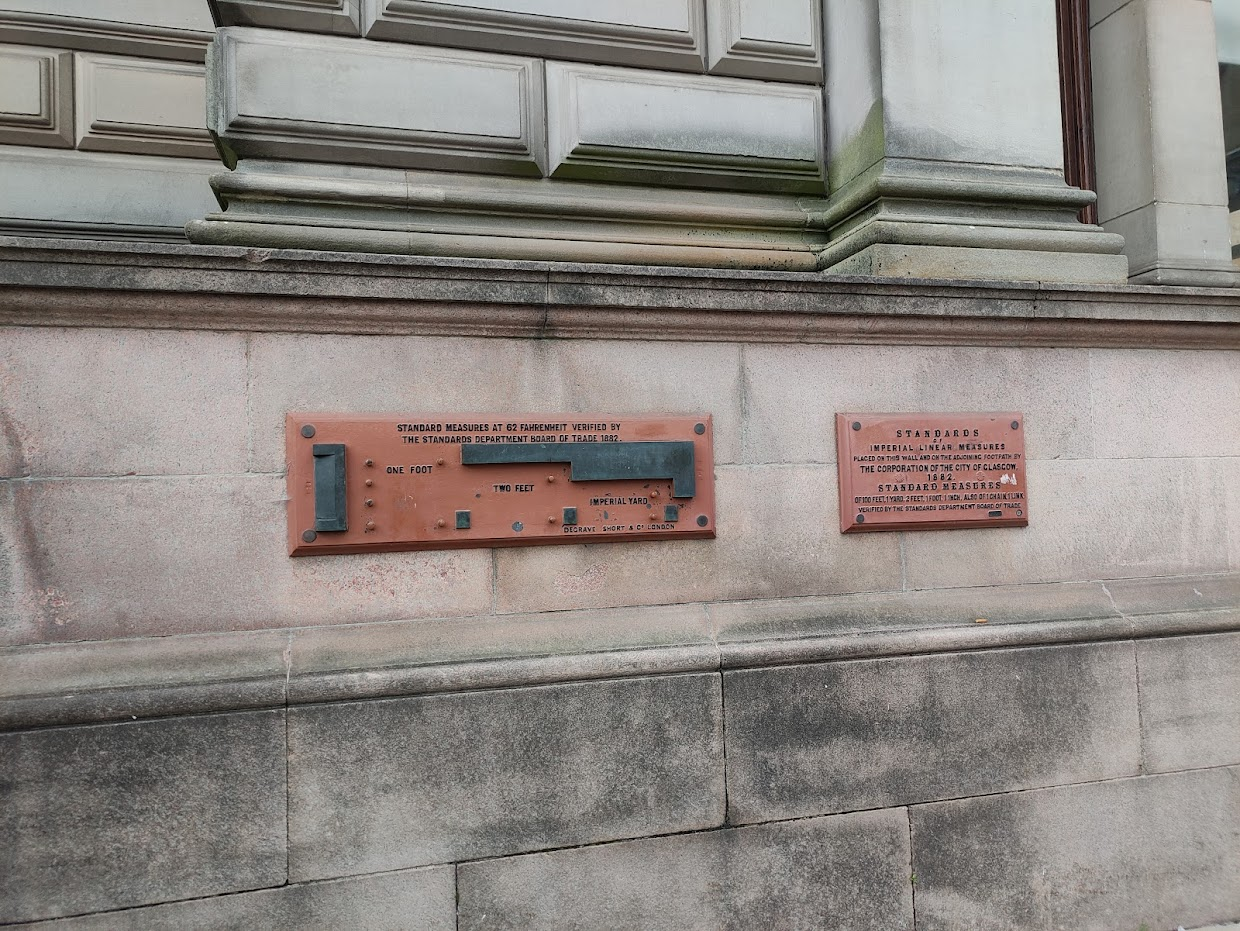 STANDARD MEASURES AT 62 FAHRENHEIT VERIFIED BY
THE STANDARDS DEPARTMENT BOARD OF TRADE 1882.
ONE FOOT
TWO FEET
IMPERIAL YARD
DEGRAVE SHORT & Co LONDON
STANDARDS
OF
IMPERIAL LINEAR MEASURES
PLACED ON THIS WALL AND ON THE ADJOINING FOOTPATH BY
THE CORPORATION OF THE CITY OF GLASGOW.
1882.
STANDARD MEASURES
OF 100 FEET, 1 YARD, 2 FEET, 1 FOOT, 1 INCH, ALSO OF 1 CHAIN, 1 LINK
VERIFIED BY THE STANDARDS DEPARTMENT BOARD OF TRADE